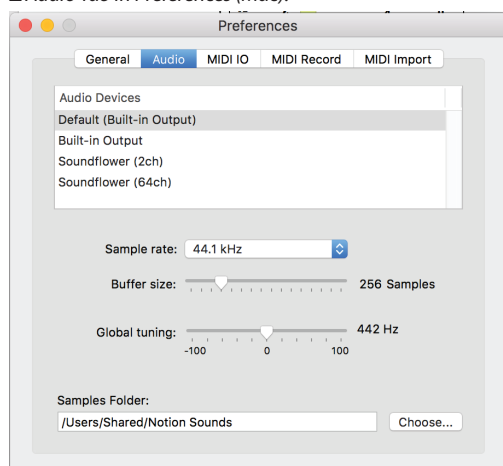 Preferences
General Audio MIDI IO MIDI Record MIDI Import
Audio Devices
Default (Built-in Output)
Built-in Output
Soundflower (2ch)
Soundflower (64ch)
Sample rate: 44.1 kHz
Buffer size: 256 Samples
Global tuning: 442 Hz
-100 0 100
Samples Folder:
/Users/Shared/Notion Sounds Choose...